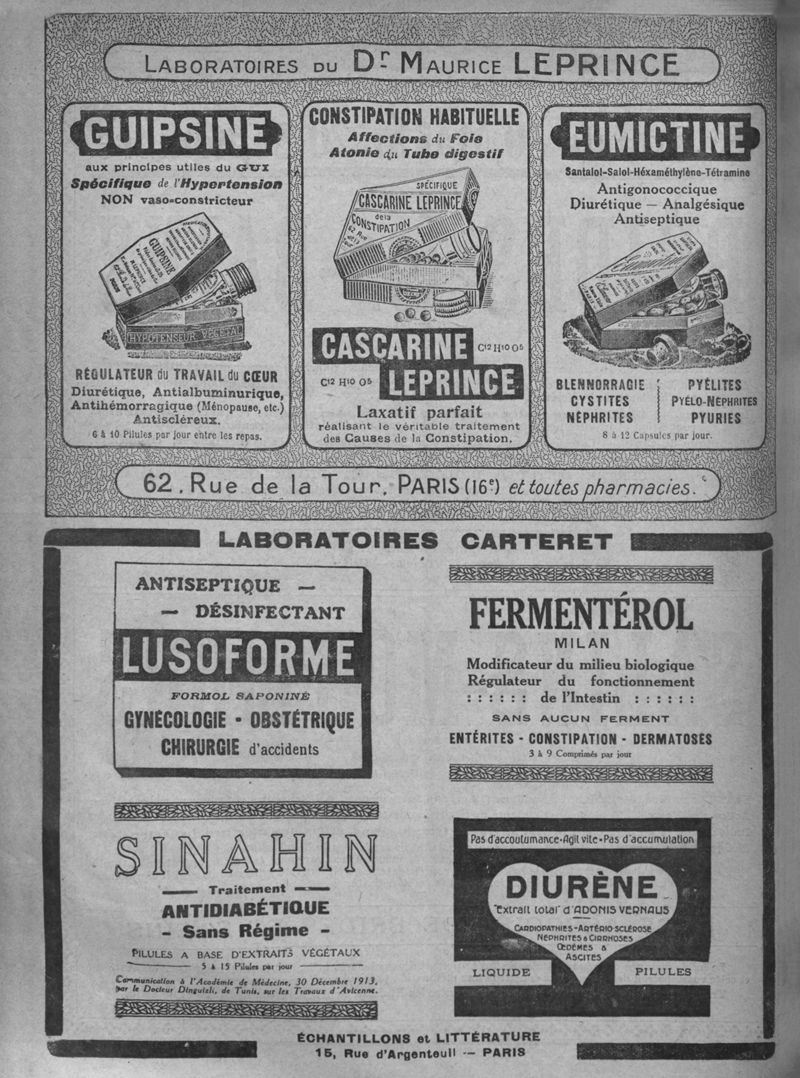 LABORATOIRES DU Dr MAURICE LEPRINCE
GUIPSINE
aux principes utiles du GUI
Spécifique de l'Hypertension
NON vaso-constricteur
GUIPSINE
HYPOTENSEUR VÉGÉTAL
RÉGULATEUR du TRAVAIL du CŒUR
Diurétique, Antialbuminurique,
Antihémorragique (Ménopause, etc.)
Antiscléreux.
6 à 10 Pilules par jour entre les repas.
CONSTIPATION HABITUELLE
Affections du Foie
Atonie du Tube digestif
SPÉCIFIQUE
CASCARINE LEPRINCE
de la
CONSTIPATION
62 Rue
de la
Tour
CASCARINE C12 H10 O5
C12 H10 O5 LEPRINCE
Laxatif parfait
réalisant le véritable traitement
des Causes de la Constipation.
EUMICTINE
Santalol-Salol-Héxaméthylène-Tétramine
Antigonococcique
Diurétique — Analgésique
Antiseptique
BLENNORRAGIE
CYSTITES
NÉPHRITES
PYÉLITES
PYÉLO-NÉPHRITES
PYURIES
8 à 12 Capsules par jour.
62, Rue de la Tour, PARIS (16e) et toutes pharmacies.
LABORATOIRES CARTERET
ANTISEPTIQUE —
— DÉSINFECTANT
LUSOFORME
FORMOL SAPONINÉ
GYNÉCOLOGIE - OBSTÉTRIQUE
CHIRURGIE d'accidents
FERMENTÉROL
MILAN
Modificateur du milieu biologique
Régulateur du fonctionnement
: : : : : : de l'Intestin : : : : : :
SANS AUCUN FERMENT
ENTÉRITES - CONSTIPATION - DERMATOSES
3 à 9 Comprimés par jour
SINAHIN
Traitement
ANTIDIABÉTIQUE
- Sans Régime -
PILULES A BASE D'EXTRAITS VÉGÉTAUX
5 à 15 Pilules par jour
Communication à l'Académie de Médecine, 30 Décembre 1913,
par le Docteur Dinguizli, de Tunis, sur les Travaux d'Avicenne.
Pas d'accoutumance - Agit vite - Pas d'accumulation
DIURÈNE
"Extrait total" d'ADONIS VERNALIS
CARDIOPATHIES - ARTÉRIO-SCLÉROSE
NÉPHRITES & CIRRHOSES
ŒDÈMES &
ASCITES
LIQUIDE
PILULES
ÉCHANTILLONS et LITTÉRATURE
15, Rue d'Argenteuil -- PARIS